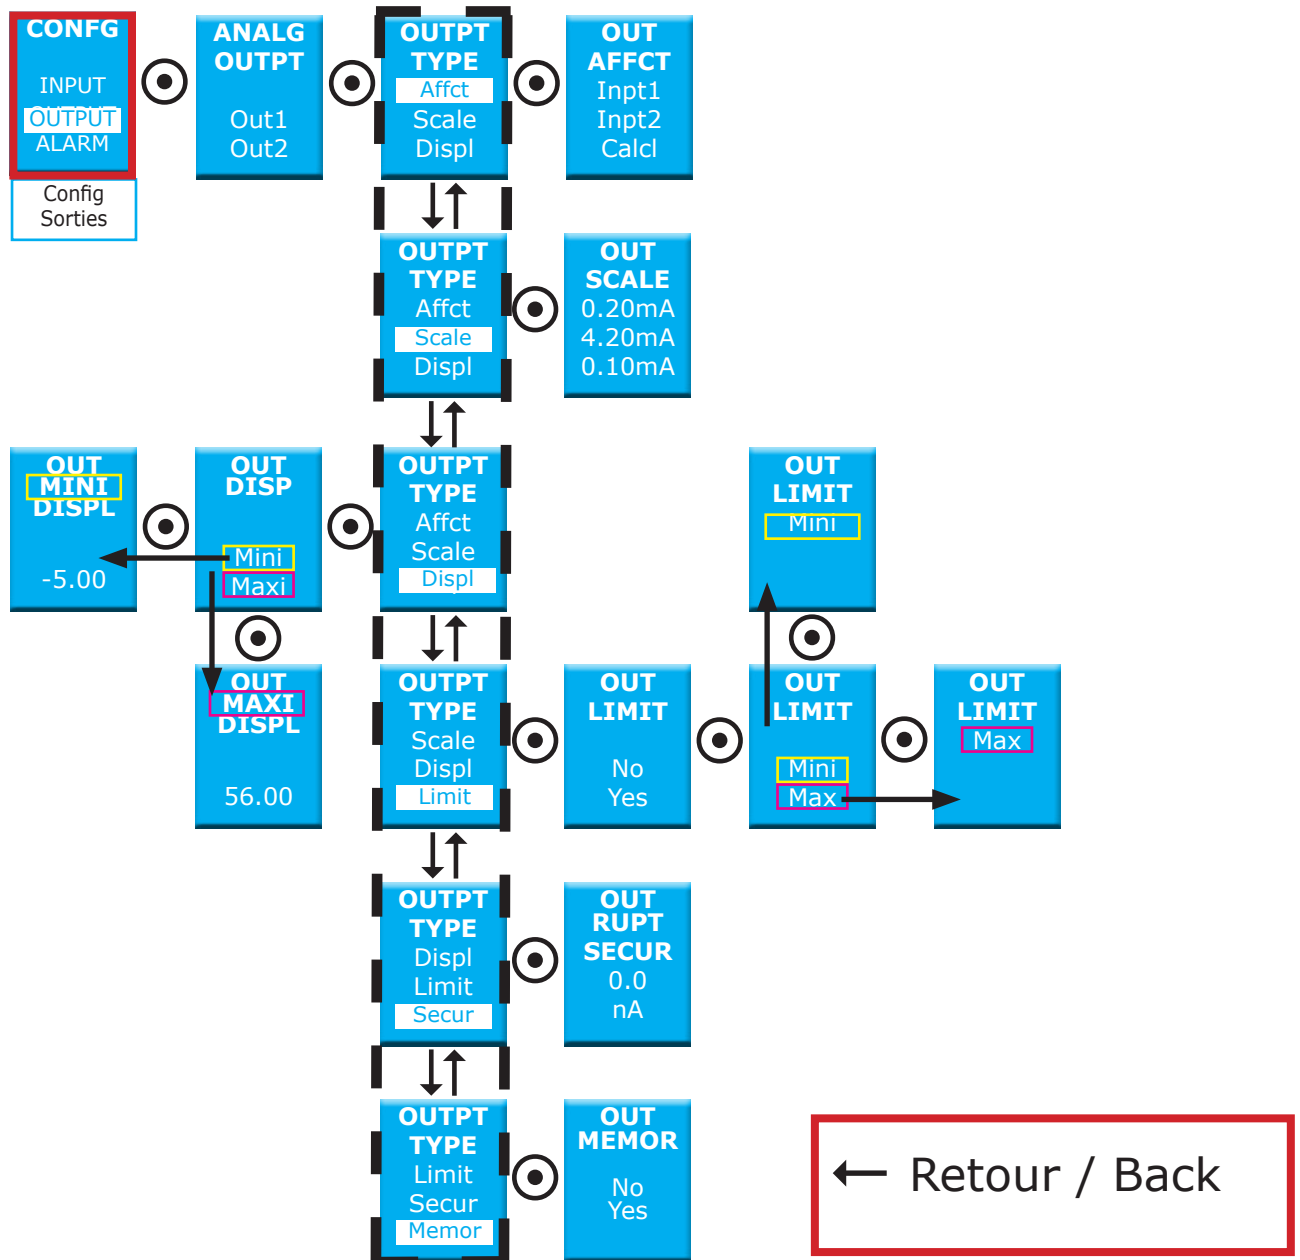 CONFG
INPUT
OUTPUT
ALARM
Config
Sorties
ANALG
OUTPT
Out1
Out2
OUTPT
TYPE
Affct
Scale
Displ
OUT
AFFCT
Inpt1
Inpt2
Calcl
OUTPT
TYPE
Affct
Scale
Displ
OUT
SCALE
0.20mA
4.20mA
0.10mA
OUT
MINI
DISPL
-5.00
OUT
DISP
Mini
Maxi
OUTPT
TYPE
Affct
Scale
Displ
OUT
LIMIT
Mini
OUT
MAXI
DISPL
56.00
OUTPT
TYPE
Scale
Displ
Limit
OUT
LIMIT
No
Yes
OUT
LIMIT
Mini
Max
OUT
LIMIT
Max
OUTPT
TYPE
Displ
Limit
Secur
OUT
RUPT
SECUR
0.0
nA
OUTPT
TYPE
Limit
Secur
Memor
OUT
MEMOR
No
Yes
← Retour / Back